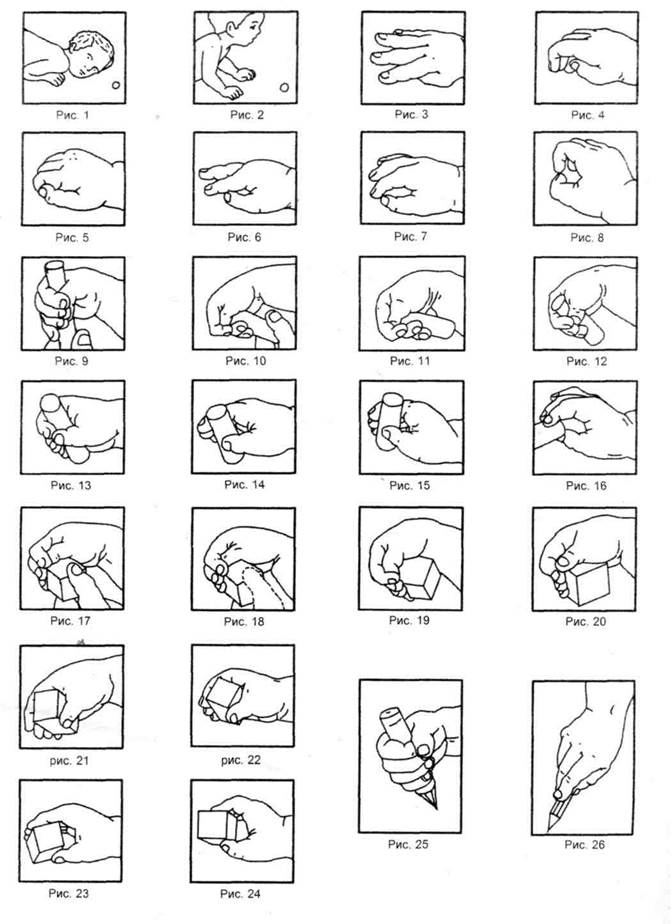 Рис. 1 Рис. 2 Рис. 3 Рис. 4
Рис. 5 Рис. 6 Рис. 7 Рис. 8
Рис. 9 Рис. 10 Рис. 11 Рис. 12
Рис. 13 Рис. 14 Рис. 15 Рис. 16
Рис. 17 Рис. 18 Рис. 19 Рис. 20
рис. 21 рис. 22
Рис. 25 Рис. 26
Рис. 23 Рис. 24